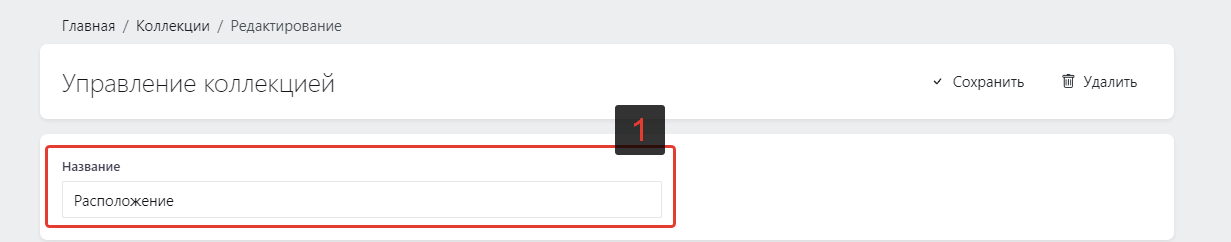 Главная / Коллекции / Редактирование
Управление коллекцией
Сохранить
Удалить
1
Название
Расположение